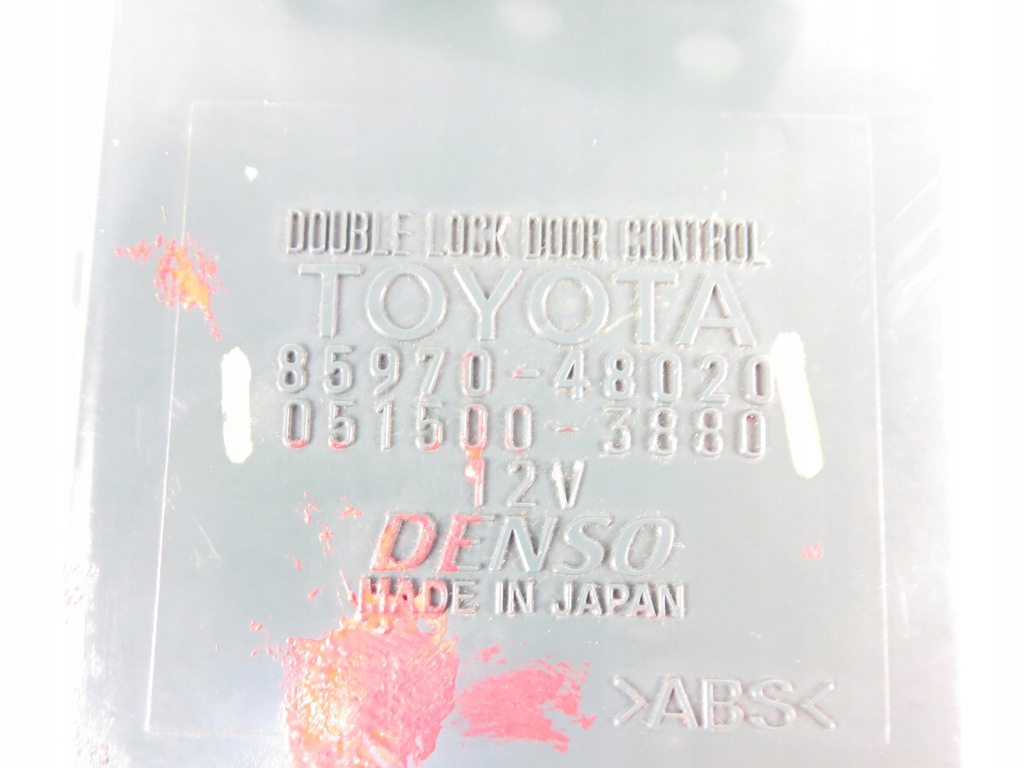 DOUBLE LOCK DOOR CONTROL
TOYOTA
85970-48020
051500-3880
12V
DENSO
MADE IN JAPAN
>ABS<